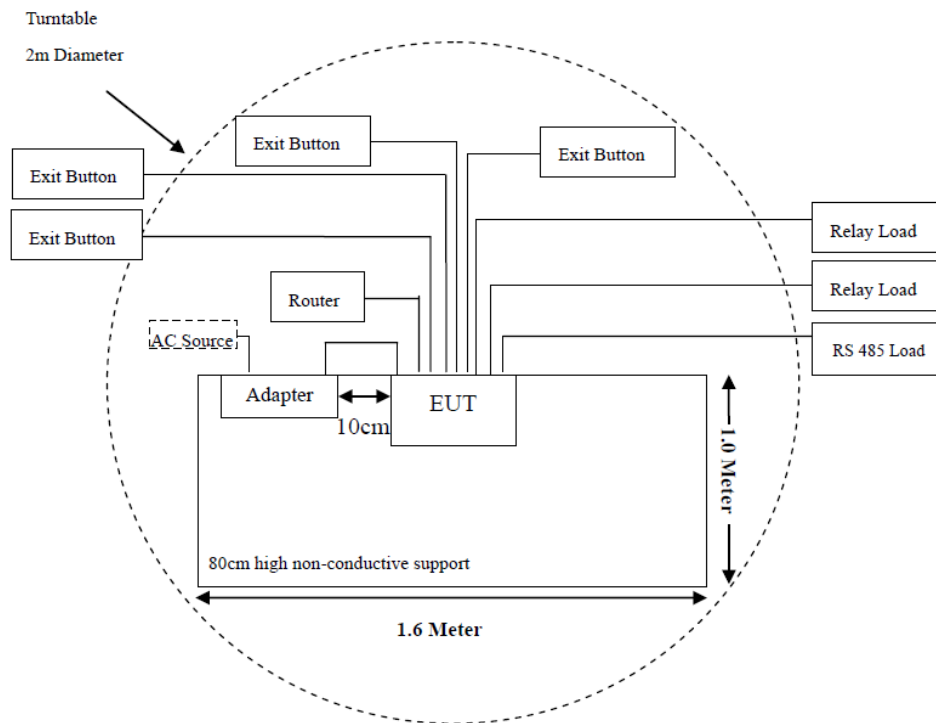 Turntable
2m Diameter
Exit Button
Exit Button
Exit Button
Exit Button
Relay Load
Router
Relay Load
AC Source
RS 485 Load
Adapter
EUT
10cm
1.0 Meter
80cm high non-conductive support
1.6 Meter